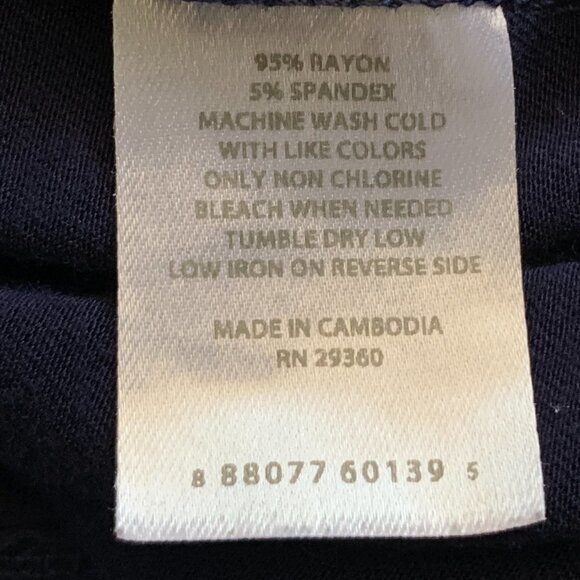 95% RAYON
5% SPANDEX
MACHINE WASH COLD
WITH LIKE COLORS
ONLY NON CHLORINE
BLEACH WHEN NEEDED
TUMBLE DRY LOW
LOW IRON ON REVERSE SIDE
MADE IN CAMBODIA
RN 29360
8 88077 60139 5